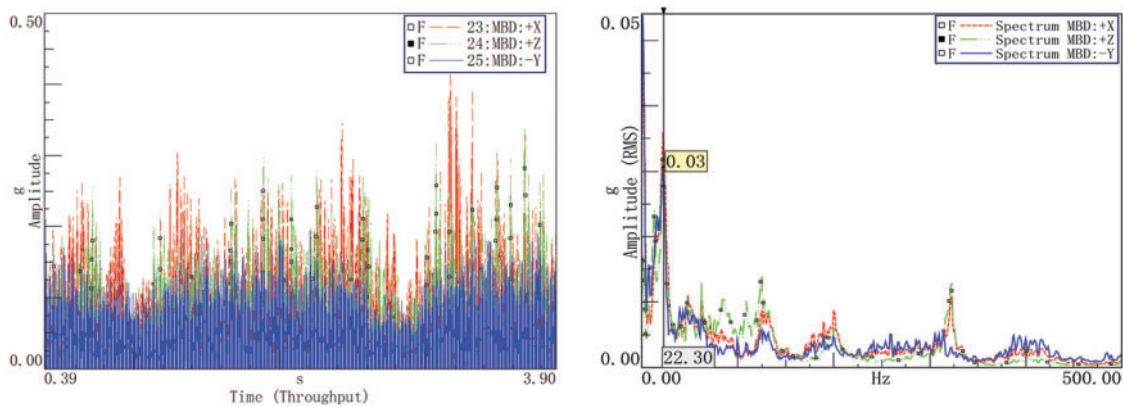 0.50
F 23:MBD:+X
F 24:MBD:+Z
F 25:MBD:-Y
g
Amplitude
0.00
0.39
s
3.90
Time (Throughput)
0.05
F Spectrum MBD:+X
F Spectrum MBD:+Z
F Spectrum MBD:-Y
0.03
g
Amplitude (RMS)
0.00
22.30
0.00
Hz
500.00